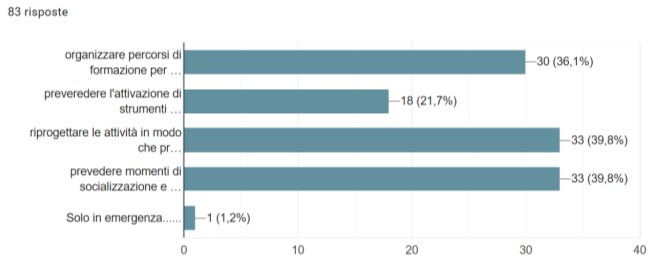 83 risposte
organizzare percorsi di
formazione per …
30 (36,1%)
preveredere l'attivazione di
strumenti …
18 (21,7%)
riprogettare le attività in modo
che pr…
33 (39,8%)
prevedere momenti di
socializzazione e …
33 (39,8%)
Solo in emergenza......
1 (1,2%)
0 10 20 30 40